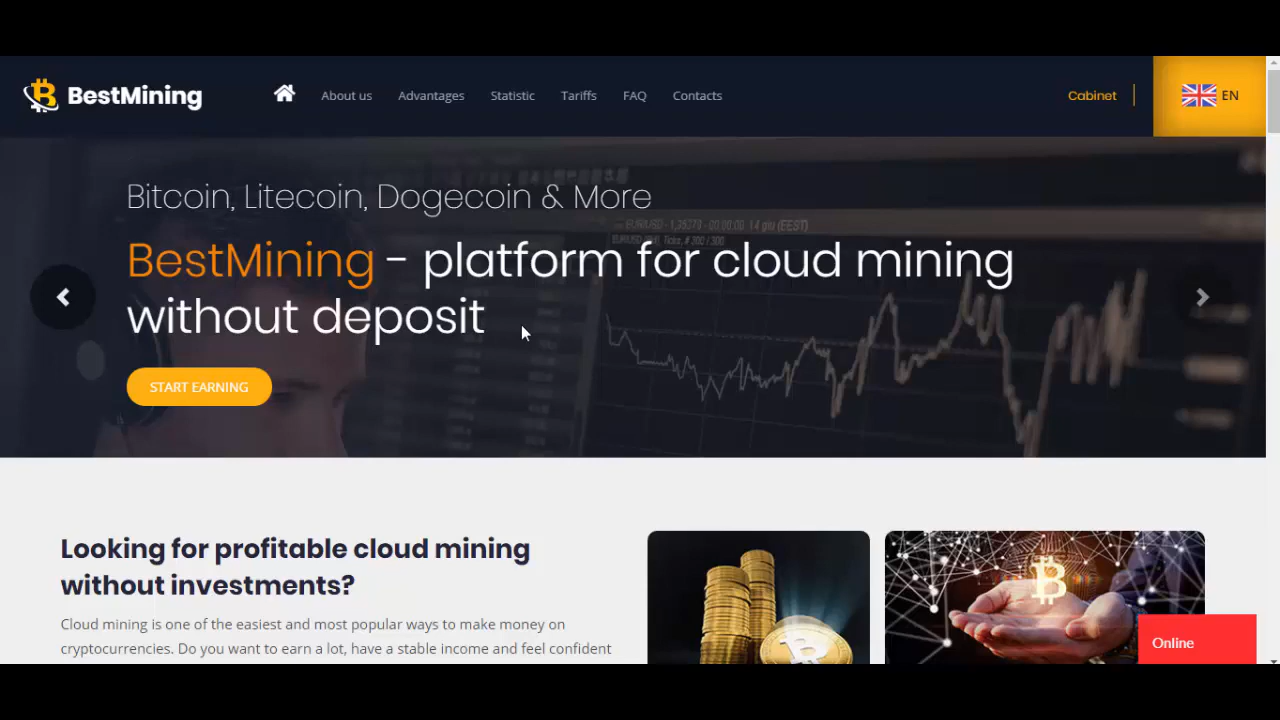 BestMining
About us
Advantages
Statistic
Tariffs
FAQ
Contacts
Cabinet
EN
Bitcoin, Litecoin, Dogecoin & More
BestMining - platform for cloud mining
without deposit
START EARNING
Looking for profitable cloud mining
without investments?
Cloud mining is one of the easiest and most popular ways to make money on
cryptocurrencies. Do you want to earn a lot, have a stable income and feel confident
Online